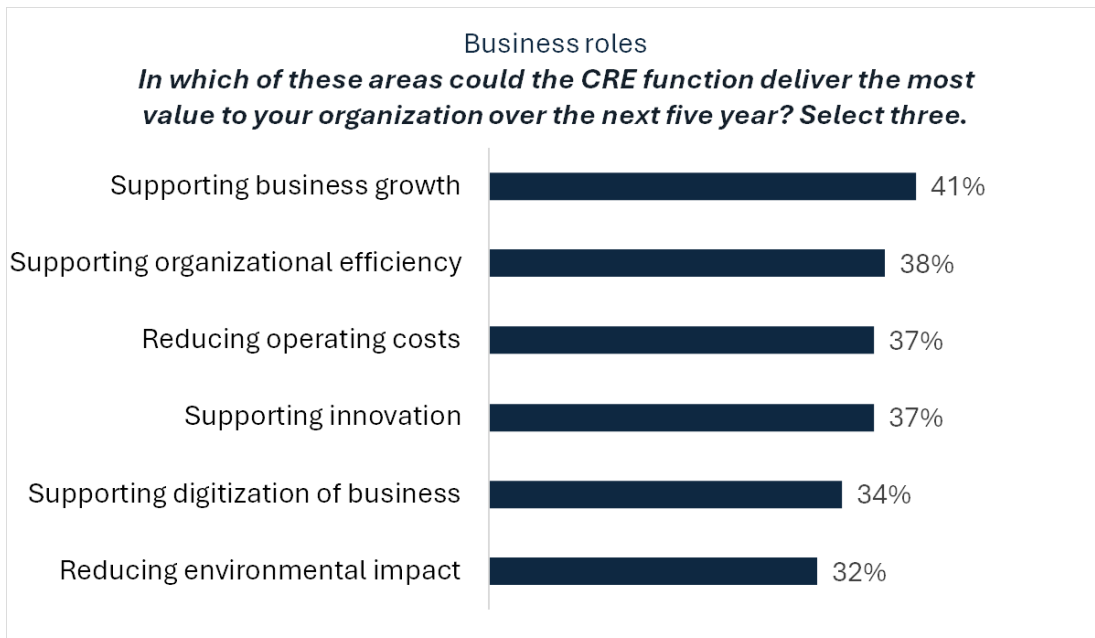 Business roles
In which of these areas could the CRE function deliver the most
value to your organization over the next five year? Select three.
Supporting business growth 41%
Supporting organizational efficiency 38%
Reducing operating costs 37%
Supporting innovation 37%
Supporting digitization of business 34%
Reducing environmental impact 32%